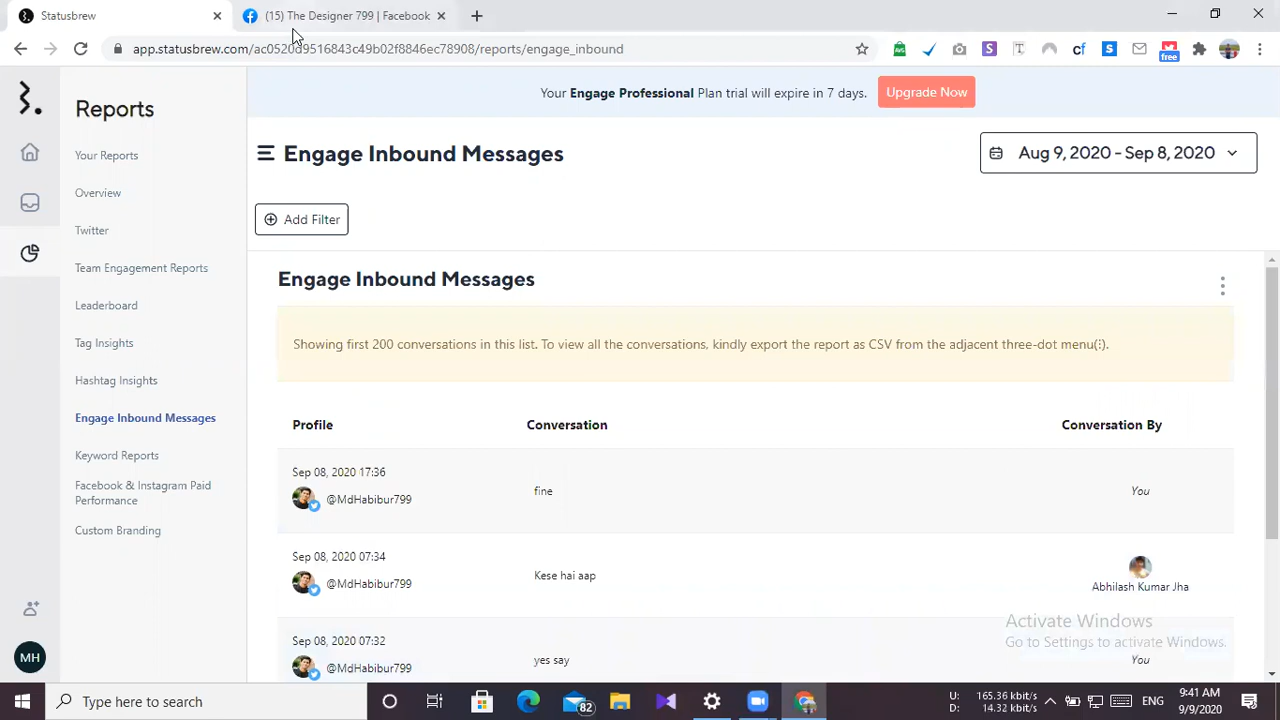 Statusbrew
(15) The Designer 799 | Facebook
app.statusbrew.com/ac0520d9516843c49b02f8846ec78908/reports/engage_inbound
free
Your Engage Professional Plan trial will expire in 7 days.
Upgrade Now
Reports
Your Reports
Overview
Twitter
Team Engagement Reports
Leaderboard
Tag Insights
Hashtag Insights
Engage Inbound Messages
Keyword Reports
Facebook & Instagram Paid
Performance
Custom Branding
MH
Engage Inbound Messages
Aug 9, 2020 - Sep 8, 2020
Add Filter
Engage Inbound Messages
Showing first 200 conversations in this list. To view all the conversations, kindly export the report as CSV from the adjacent three-dot menu(⋮).
Profile Conversation Conversation By
Sep 08, 2020 17:36
@MdHabibur799 fine You
Sep 08, 2020 07:34
@MdHabibur799 Kese hai aap Abhilash Kumar Jha
Sep 08, 2020 07:32
@MdHabibur799 yes say You
Activate Windows
Go to Settings to activate Windows.
Type here to search
82
U: 165.36 kbit/s
D: 14.32 kbit/s
ENG
9:41 AM
9/9/2020